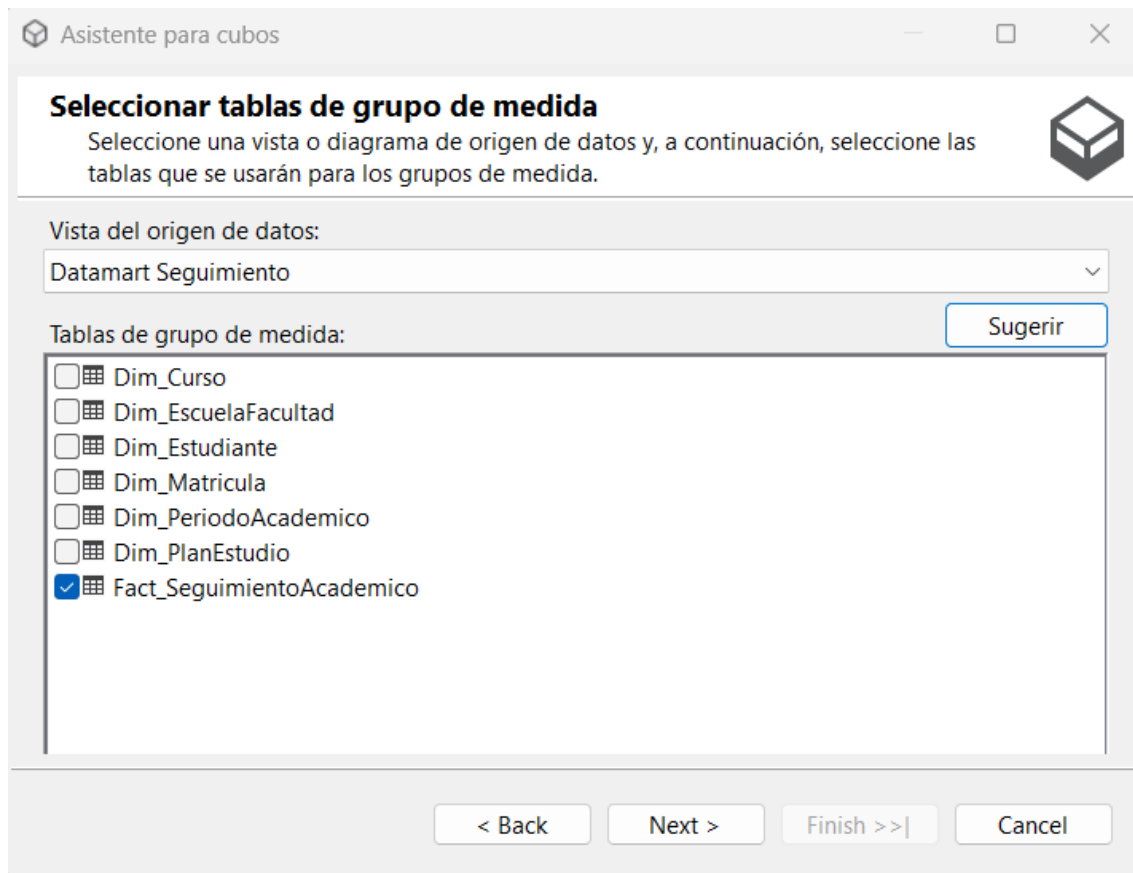 Asistente para cubos
Seleccionar tablas de grupo de medida
Seleccione una vista o diagrama de origen de datos y, a continuación, seleccione las
tablas que se usarán para los grupos de medida.
Vista del origen de datos:
Datamart Seguimiento
Tablas de grupo de medida:
Sugerir
Dim_Curso
Dim_EscuelaFacultad
Dim_Estudiante
Dim_Matricula
Dim_PeriodoAcademico
Dim_PlanEstudio
Fact_SeguimientoAcademico
< Back
Next >
Finish >>|
Cancel